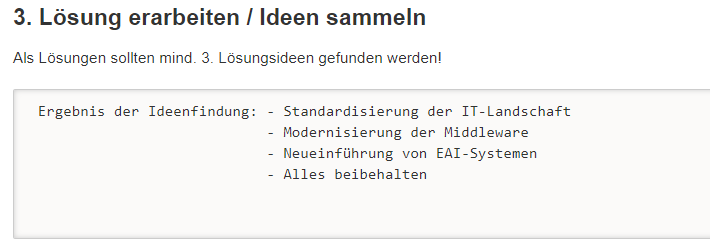 3. Lösung erarbeiten / Ideen sammeln
Als Lösungen sollten mind. 3. Lösungsideen gefunden werden!
Ergebnis der Ideenfindung: - Standardisierung der IT-Landschaft
- Modernisierung der Middleware
- Neueinführung von EAI-Systemen
- Alles beibehalten